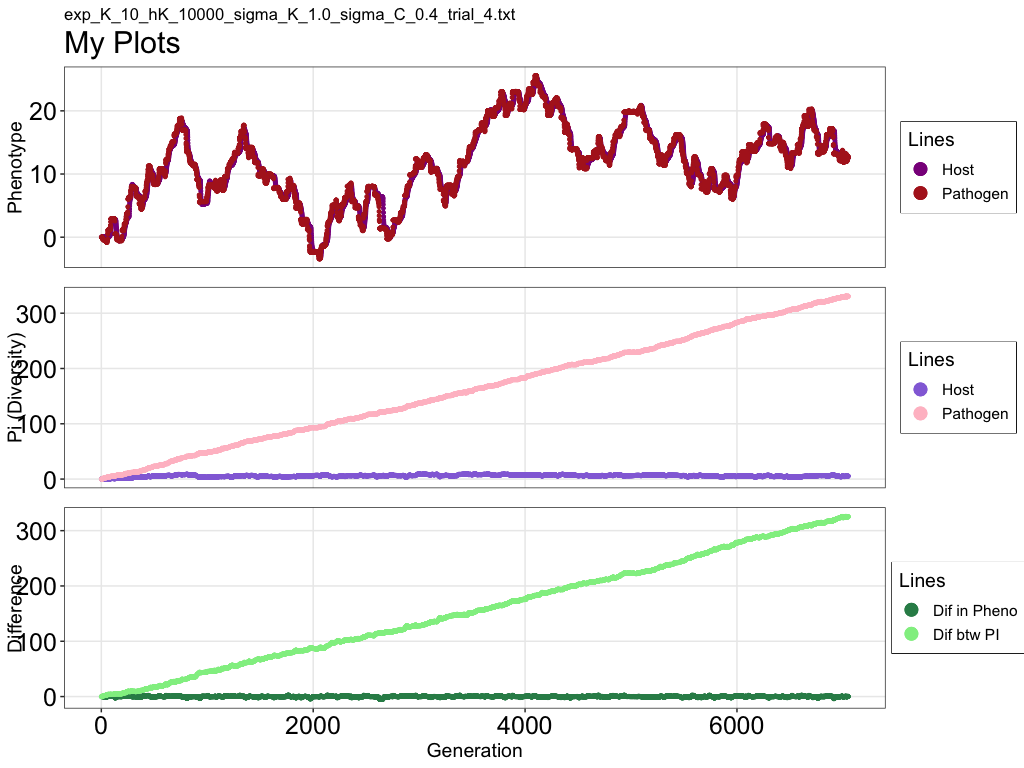 exp_K_10_hK_10000_sigma_K_1.0_sigma_C_0.4_trial_4.txt
My Plots
Phenotype
20
10
0
Lines
Host
Pathogen
Pi (Diversity)
300
200
100
0
Lines
Host
Pathogen
Difference
300
200
100
0
Lines
Dif in Pheno
Dif btw PI
0 2000 4000 6000
Generation